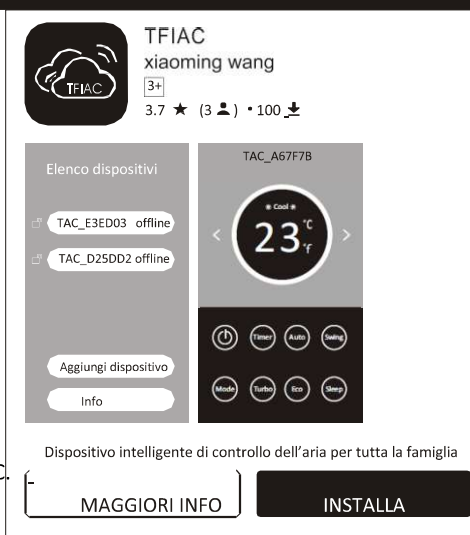 TFIAC
TFIAC
xiaoming wang
3+
3.7 ★ (3 ) • 100
Elenco dispositivi
TAC_E3ED03 offline
TAC_D25DD2 offline
Aggiungi dispositivo
Info
TAC_A67F7B
Cool
23 °C
°F
< >
Timer Auto Swing
Mode Turbo Eco Sleep
Dispositivo intelligente di controllo dell'aria per tutta la famiglia
C.
MAGGIORI INFO
INSTALLA